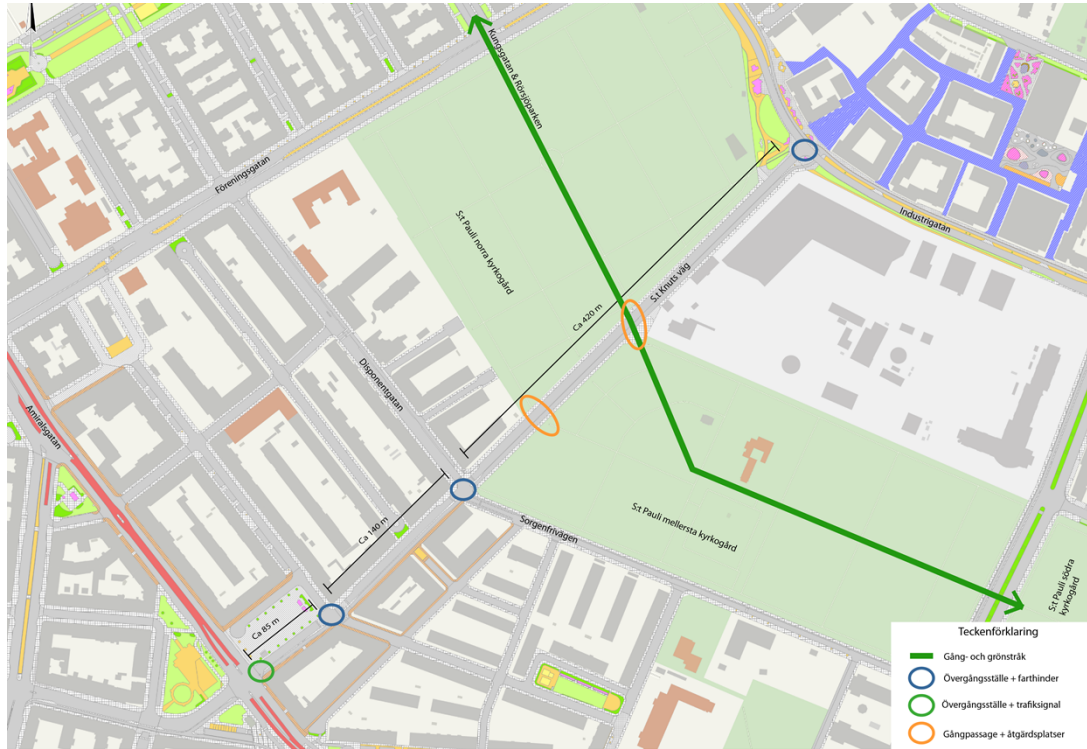 Kungsgatan & Rörsjöparken
Föreningsgatan
S:t Pauli norra kyrkogård
Ca 420 m
S:t Knuts väg
Industrigatan
Disponentgatan
Amiralsgatan
Ca 140 m
Sorgenfrivägen
S:t Pauli mellersta kyrkogård
Ca 85 m
S:t Pauli södra
kyrkogård
Teckenförklaring
Gång- och grönstråk
Övergångsställe + farthinder
Övergångsställe + trafiksignal
Gångpassage + åtgärdsplatser